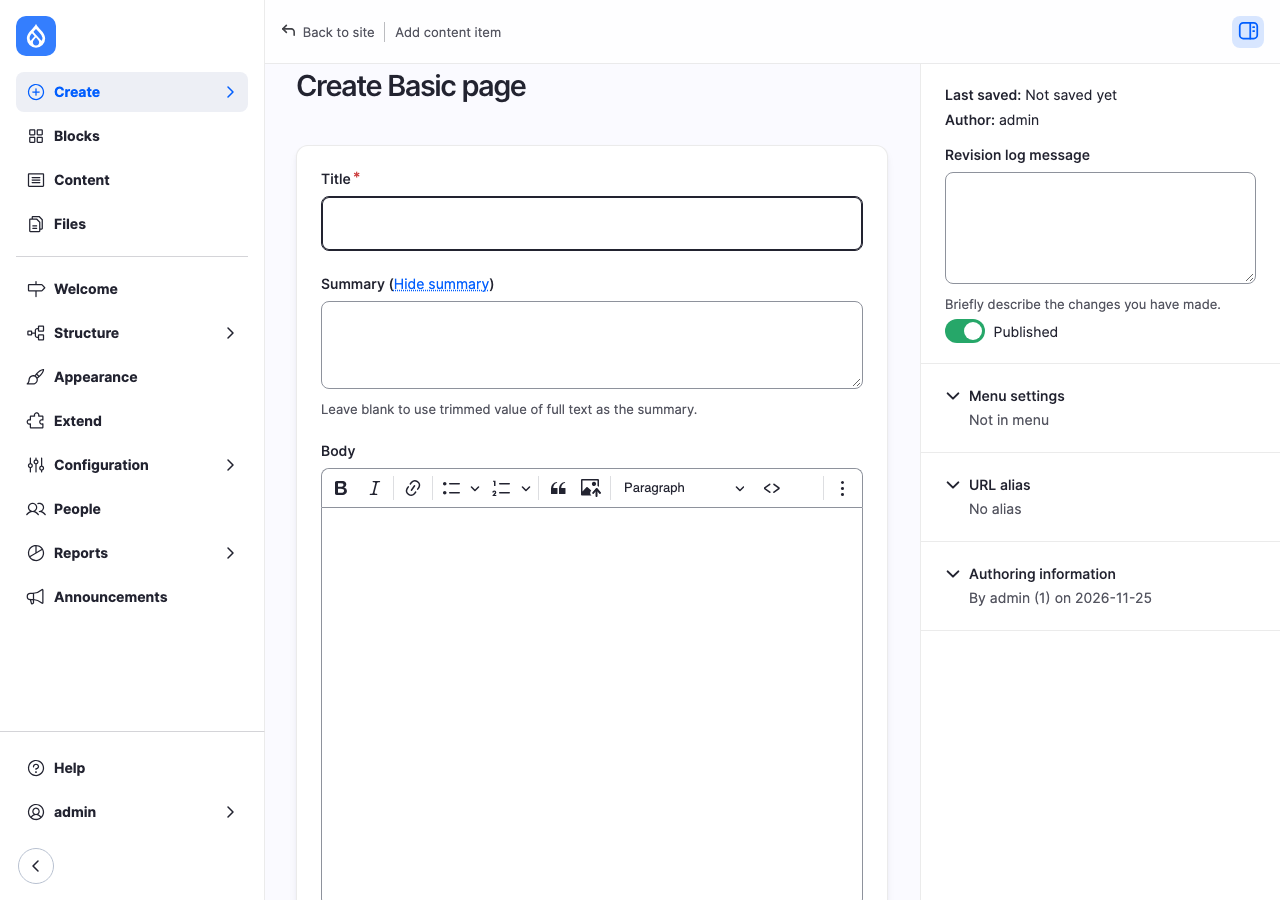 Create
Blocks
Content
Files
Welcome
Structure
Appearance
Extend
Configuration
People
Reports
Announcements
Help
admin
Back to site
Add content item
Create Basic page
Title*
Summary (Hide summary)
Leave blank to use trimmed value of full text as the summary.
Body
B I Paragraph
Last saved: Not saved yet
Author: admin
Revision log message
Briefly describe the changes you have made.
Published
Menu settings
Not in menu
URL alias
No alias
Authoring information
By admin (1) on 2026-11-25